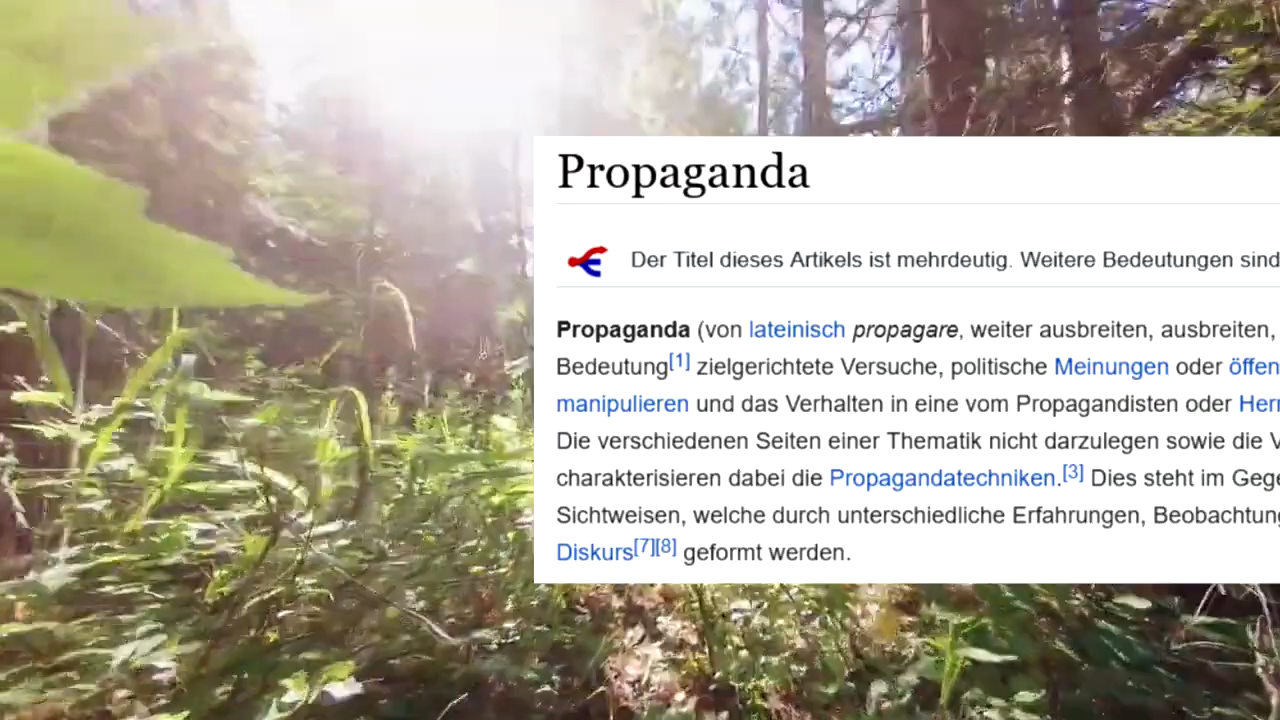 Propaganda
Der Titel dieses Artikels ist mehrdeutig. Weitere Bedeutungen sind
Propaganda (von lateinisch propagare, weiter ausbreiten, ausbreiten,
Bedeutung[1] zielgerichtete Versuche, politische Meinungen oder öffen
manipulieren und das Verhalten in eine vom Propagandisten oder Herr
Die verschiedenen Seiten einer Thematik nicht darzulegen sowie die V
charakterisieren dabei die Propagandatechniken.[3] Dies steht im Gege
Sichtweisen, welche durch unterschiedliche Erfahrungen, Beobachtung
Diskurs[7][8] geformt werden.